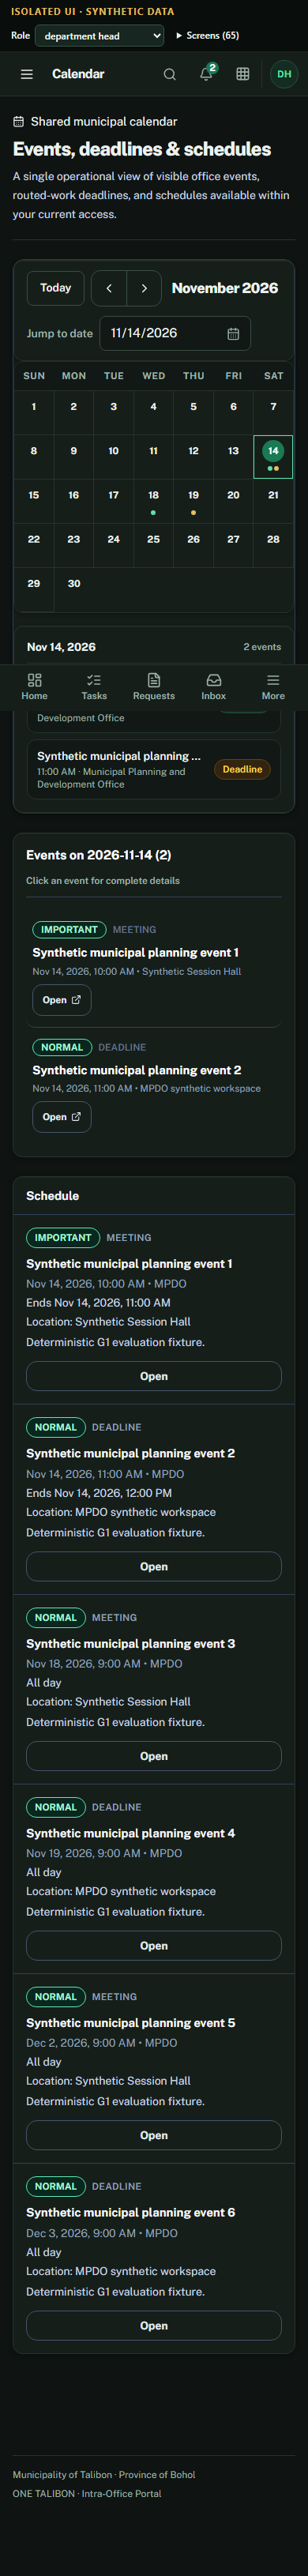 ISOLATED UI · SYNTHETIC DATA
Role department head Screens (65)
Calendar 2 DH
Shared municipal calendar
Events, deadlines & schedules
A single operational view of visible office events,
routed-work deadlines, and schedules available within
your current access.
Today November 2026
Jump to date 11/14/2026
SUN MON TUE WED THU FRI SAT
1 2 3 4 5 6 7
8 9 10 11 12 13 14
15 16 17 18 19 20 21
22 23 24 25 26 27 28
29 30
Nov 14, 2026 2 events
Home Tasks Requests Inbox More
Development Office
Synthetic municipal planning ...
11:00 AM · Municipal Planning and
Development Office
Deadline
Events on 2026-11-14 (2)
Click an event for complete details
IMPORTANT MEETING
Synthetic municipal planning event 1
Nov 14, 2026, 10:00 AM • Synthetic Session Hall
Open
NORMAL DEADLINE
Synthetic municipal planning event 2
Nov 14, 2026, 11:00 AM • MPDO synthetic workspace
Open
Schedule
IMPORTANT MEETING
Synthetic municipal planning event 1
Nov 14, 2026, 10:00 AM • MPDO
Ends Nov 14, 2026, 11:00 AM
Location: Synthetic Session Hall
Deterministic G1 evaluation fixture.
Open
NORMAL DEADLINE
Synthetic municipal planning event 2
Nov 14, 2026, 11:00 AM • MPDO
Ends Nov 14, 2026, 12:00 PM
Location: MPDO synthetic workspace
Deterministic G1 evaluation fixture.
Open
NORMAL MEETING
Synthetic municipal planning event 3
Nov 18, 2026, 9:00 AM • MPDO
All day
Location: Synthetic Session Hall
Deterministic G1 evaluation fixture.
Open
NORMAL DEADLINE
Synthetic municipal planning event 4
Nov 19, 2026, 9:00 AM • MPDO
All day
Location: MPDO synthetic workspace
Deterministic G1 evaluation fixture.
Open
NORMAL MEETING
Synthetic municipal planning event 5
Dec 2, 2026, 9:00 AM • MPDO
All day
Location: Synthetic Session Hall
Deterministic G1 evaluation fixture.
Open
NORMAL DEADLINE
Synthetic municipal planning event 6
Dec 3, 2026, 9:00 AM • MPDO
All day
Location: MPDO synthetic workspace
Deterministic G1 evaluation fixture.
Open
Municipality of Talibon · Province of Bohol
ONE TALIBON · Intra-Office Portal